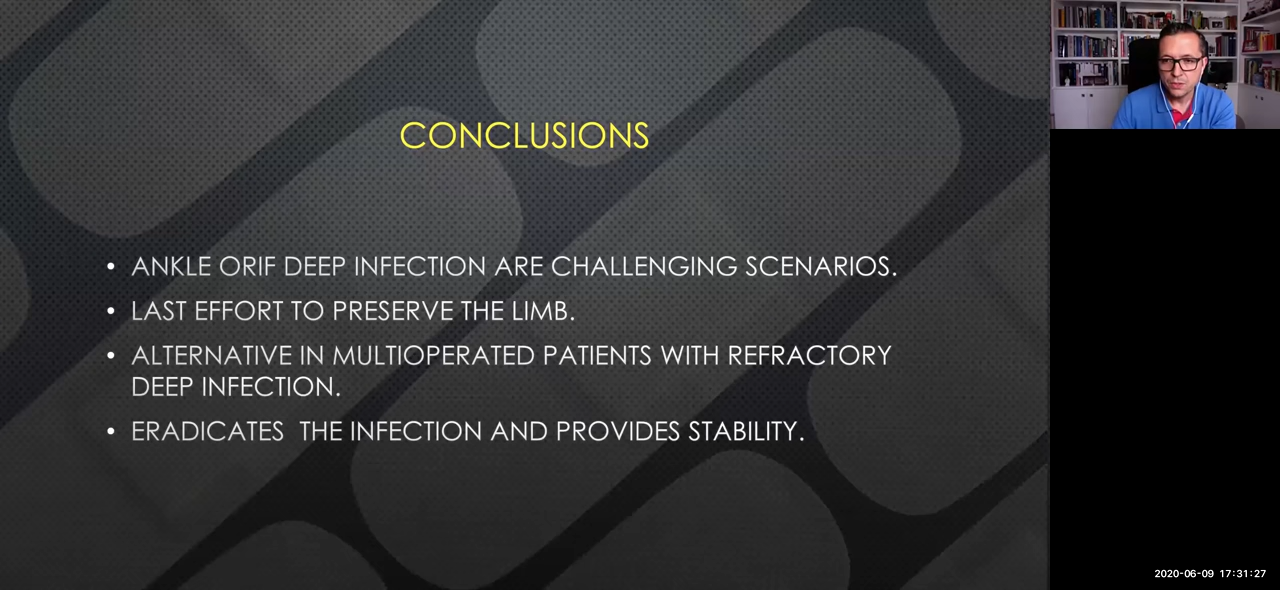 CONCLUSIONS
• ANKLE ORIF DEEP INFECTION ARE CHALLENGING SCENARIOS.
• LAST EFFORT TO PRESERVE THE LIMB.
• ALTERNATIVE IN MULTIOPERATED PATIENTS WITH REFRACTORY
DEEP INFECTION.
• ERADICATES  THE INFECTION AND PROVIDES STABILITY.
2020-06-09 17:31:27